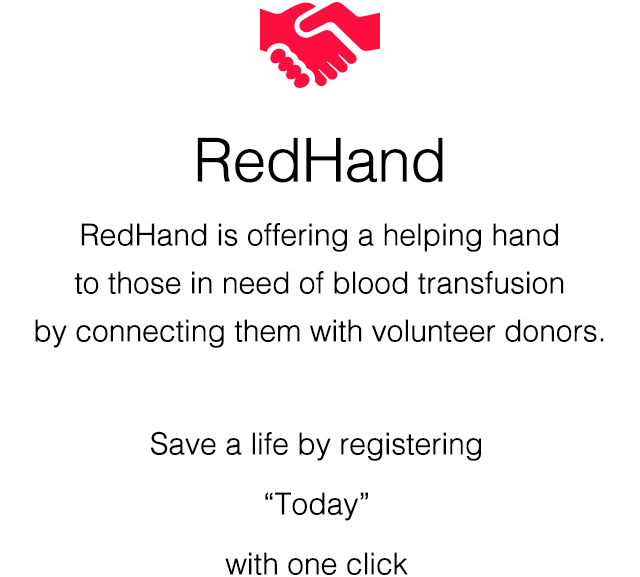 RedHand
RedHand is offering a helping hand
to those in need of blood transfusion
by connecting them with volunteer donors.
Save a life by registering
“Today”
with one click